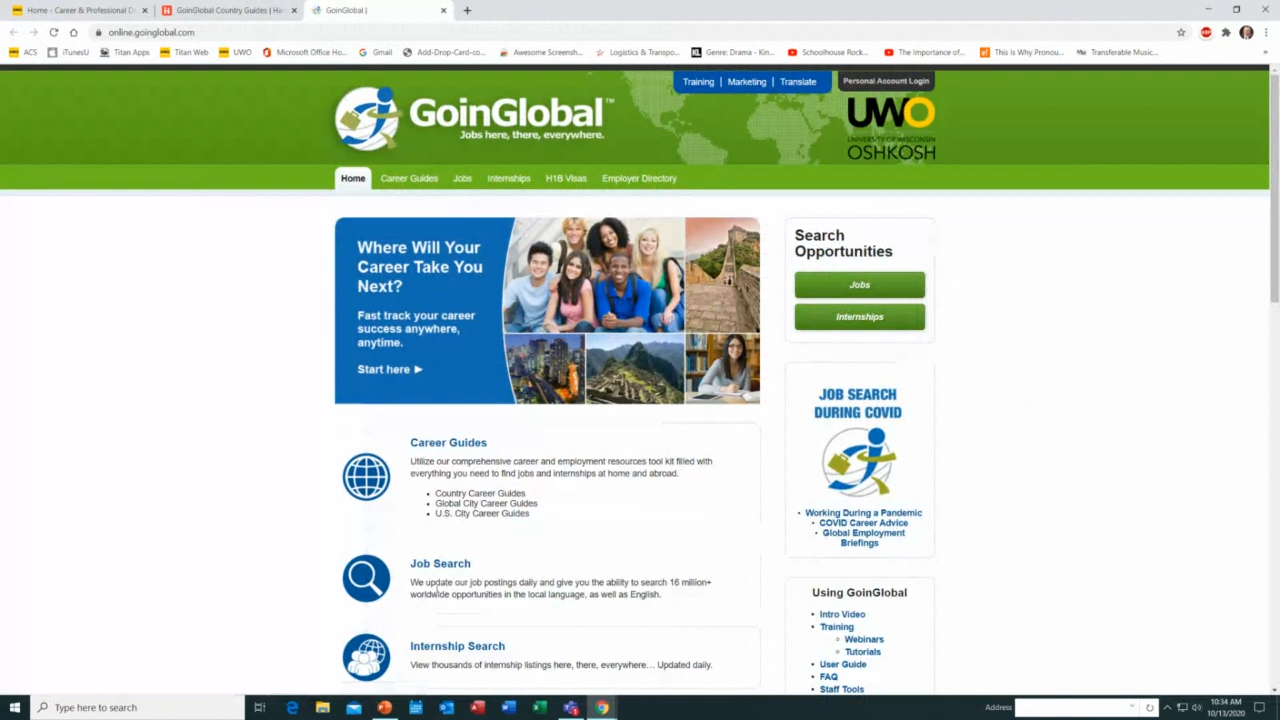 Home - Career & Professional D
GoinGlobal Country Guides | Ha
GoinGlobal |
online.goinglobal.com
ACS
iTunesU
Titan Apps
Titan Web
UWO
Microsoft Office Ho...
Gmail
Add-Drop-Card-co...
Awesome Screensh...
Logistics & Transpo...
Genre: Drama - Kin...
Schoolhouse Rock...
The Importance of...
This is Why Pronou...
Transferable Music...
Training | Marketing | Translate
Personal Account Login
GoinGlobal™
Jobs here, there, everywhere.
UWO
UNIVERSITY OF WISCONSIN
OSHKOSH
Home
Career Guides
Jobs
Internships
H1B Visas
Employer Directory
Where Will Your
Career Take You
Next?
Fast track your career
success anywhere,
anytime.
Start here ►
Search
Opportunities
Jobs
Internships
JOB SEARCH
DURING COVID
• Working During a Pandemic
• COVID Career Advice
• Global Employment
Briefings
Career Guides
Utilize our comprehensive career and employment resources tool kit filled with
everything you need to find jobs and internships at home and abroad.
• Country Career Guides
• Global City Career Guides
• U.S. City Career Guides
Job Search
We update our job postings daily and give you the ability to search 16 million+
worldwide opportunities in the local language, as well as English.
Internship Search
View thousands of internship listings here, there, everywhere... Updated daily.
Using GoinGlobal
• Intro Video
• Training
Webinars
Tutorials
• User Guide
• FAQ
• Staff Tools
Type here to search
Address
10:34 AM
10/13/2020